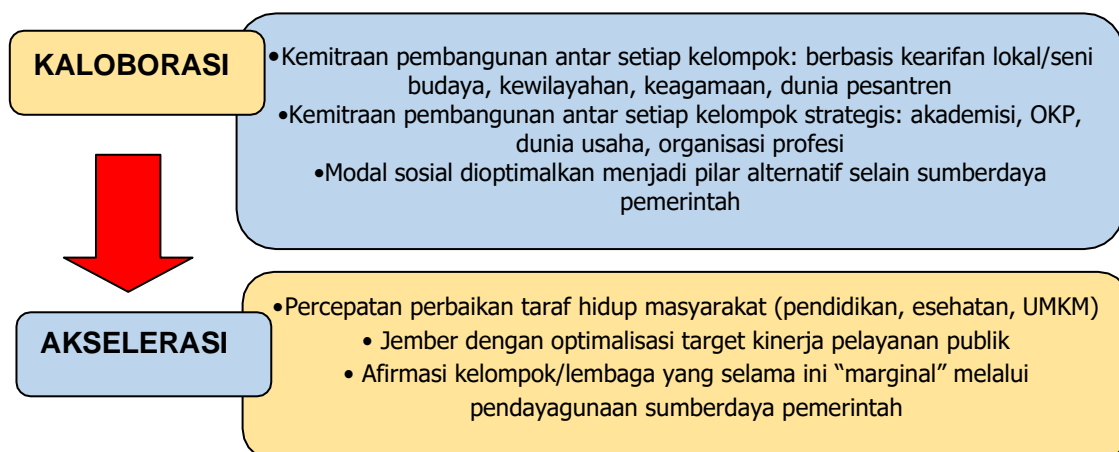 KALOBORASI
•Kemitraan pembangunan antar setiap kelompok: berbasis kearifan lokal/seni
budaya, kewilayahan, keagamaan, dunia pesantren
•Kemitraan pembangunan antar setiap kelompok strategis: akademisi, OKP,
dunia usaha, organisasi profesi
•Modal sosial dioptimalkan menjadi pilar alternatif selain sumberdaya
pemerintah
AKSELERASI
•Percepatan perbaikan taraf hidup masyarakat (pendidikan, esehatan, UMKM)
• Jember dengan optimalisasi target kinerja pelayanan publik
• Afirmasi kelompok/lembaga yang selama ini “marginal” melalui
pendayagunaan sumberdaya pemerintah